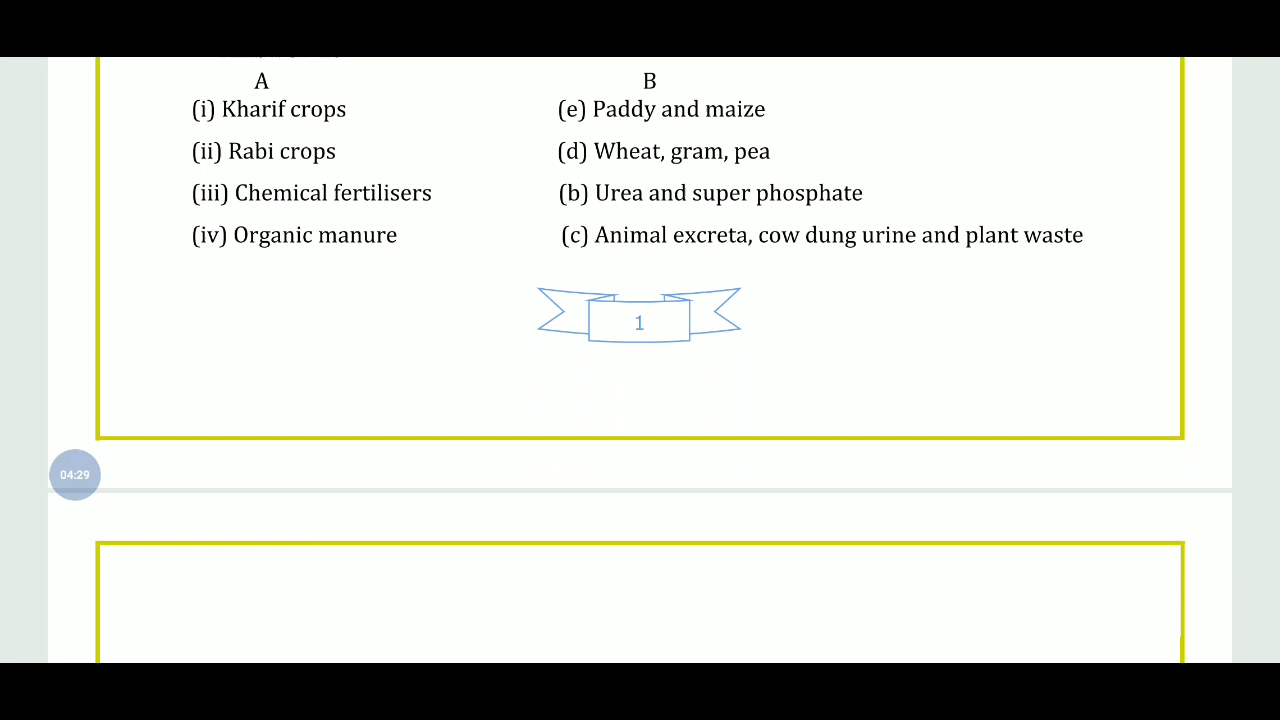 A B
(i) Kharif crops (e) Paddy and maize
(ii) Rabi crops (d) Wheat, gram, pea
(iii) Chemical fertilisers (b) Urea and super phosphate
(iv) Organic manure (c) Animal excreta, cow dung urine and plant waste
1
04:29